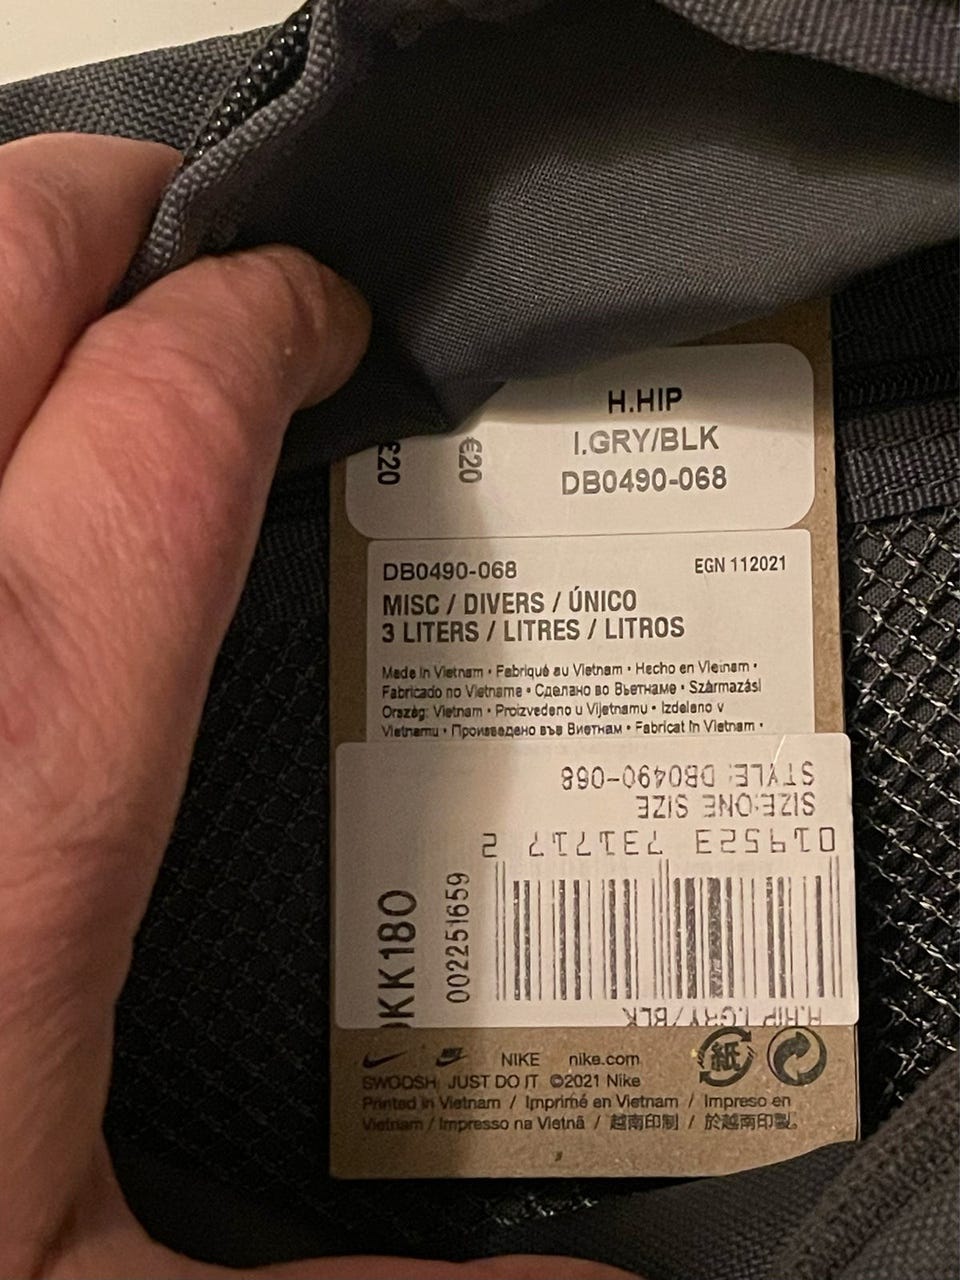 H.HIP
I.GRY/BLK
DB0490-068
€20
€20
DB0490-068
EGN 112021
MISC / DIVERS / ÚNICO
3 LITERS / LITRES / LITROS
Made in Vietnam • Fabriqué au Vietnam • Hecho en Vietnam •
Fabricado no Vietname • Сделано во Вьетнаме • Származási
Ország: Vietnam • Proizvedeno u Vijetnamu • Izdelano v
Vietnamu • Произведено във Виетнам • Fabricat în Vietnam •
STYLE: DB0490-068
SIZE:ONE SIZE
019523 731717 2
002251659
KK180
H.HIP I.GRY/BLK
NIKE nike.com
SWOOSH JUST DO IT ©2021 Nike
Printed in Vietnam / Imprimé en Vietnam / Impreso en
Vietnam / Impresso na Vietnã / 越南印制 / 於越南印製。
紙